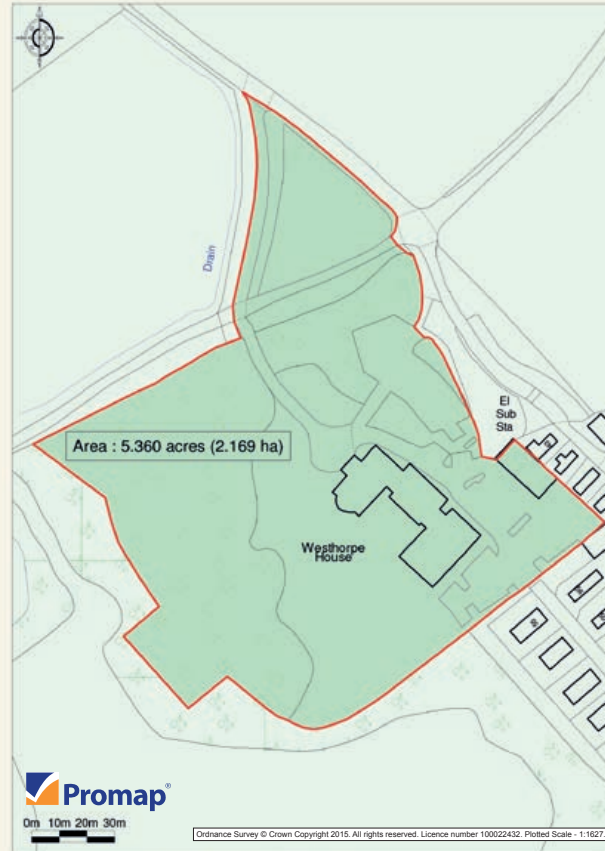 Drain
El
Sub
Sta
Area : 5.360 acres (2.169 ha)
Westhorpe
House
Promap®
0m 10m 20m 30m
Ordnance Survey © Crown Copyright 2015. All rights reserved. Licence number 100022432. Plotted Scale - 1:1627.